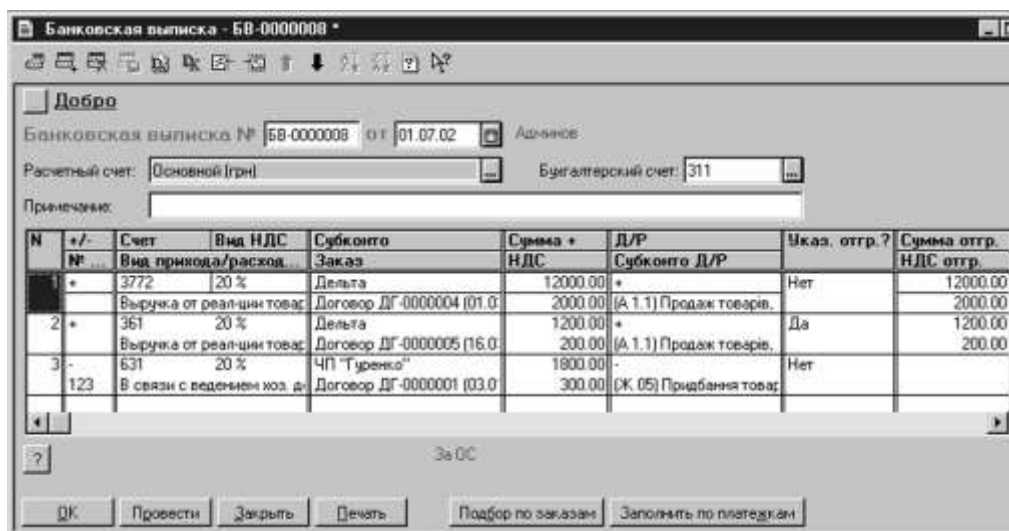 Банковская выписка - БВ-0000008 *
Добро
Банковская выписка № БВ-0000008 от 01.07.02 Админов
Расчетный счет: Основной (грн) ... Бухгалтерский счет: 311 ...
Примечание:
N +/- Счет Вид НДС Субконто Сумма + Д/Р Указ. отгр.? Сумма отгр.
№ ... Вид прихода/расход... Заказ НДС Субконто Д/Р НДС отгр.
1 + 3772 20 % Дельта 12000.00 + Нет 12000.00
Выручка от реал-ции товар Договор ДГ-0000004 (01.0 2000.00 (А 1.1) Продаж товарів, 2000.00
2 + 361 20 % Дельта 1200.00 + Да 1200.00
Выручка от реал-ции товар Договор ДГ-0000005 (16.0 200.00 (А 1.1) Продаж товарів, 200.00
3 - 631 20 % ЧП "Гуренко" 1800.00 - Нет
123 В связи с ведением хоз. д Договор ДГ-0000001 (03.0 300.00 (Ж 05) Придбання товар
? За ОС
OK Провести Закрыть Печать Подбор по заказам Заполнить по платежкам